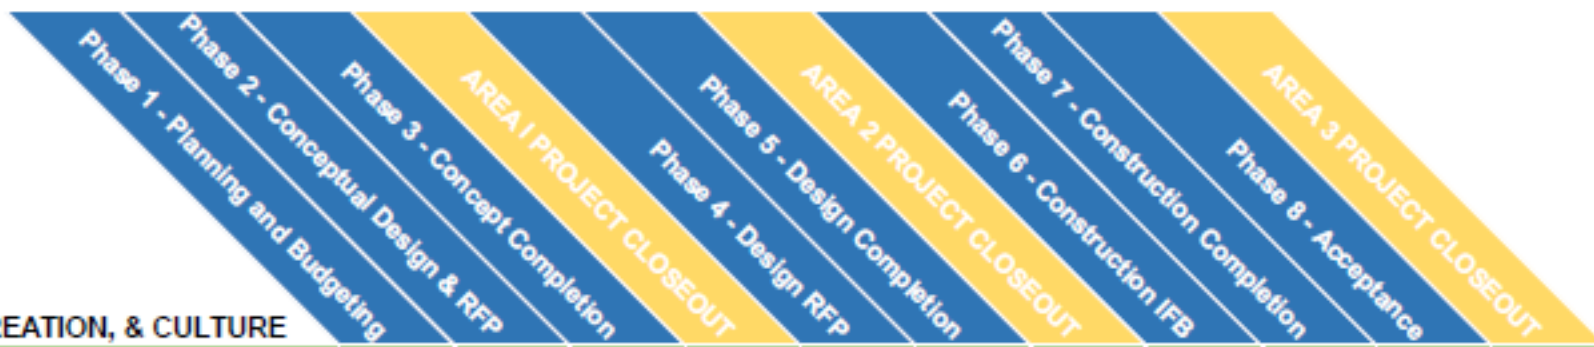 Phase 1 - Planning and Budgeting
Phase 2 - Conceptual Design & RFP
Phase 3 - Concept Completion
AREA I PROJECT CLOSEOUT
Phase 4 - Design RFP
Phase 5 - Design Completion
AREA 2 PROJECT CLOSEOUT
Phase 6 - Construction IFB
Phase 7 - Construction Completion
Phase 8 - Acceptance
AREA 3 PROJECT CLOSEOUT
REATION, & CULTURE